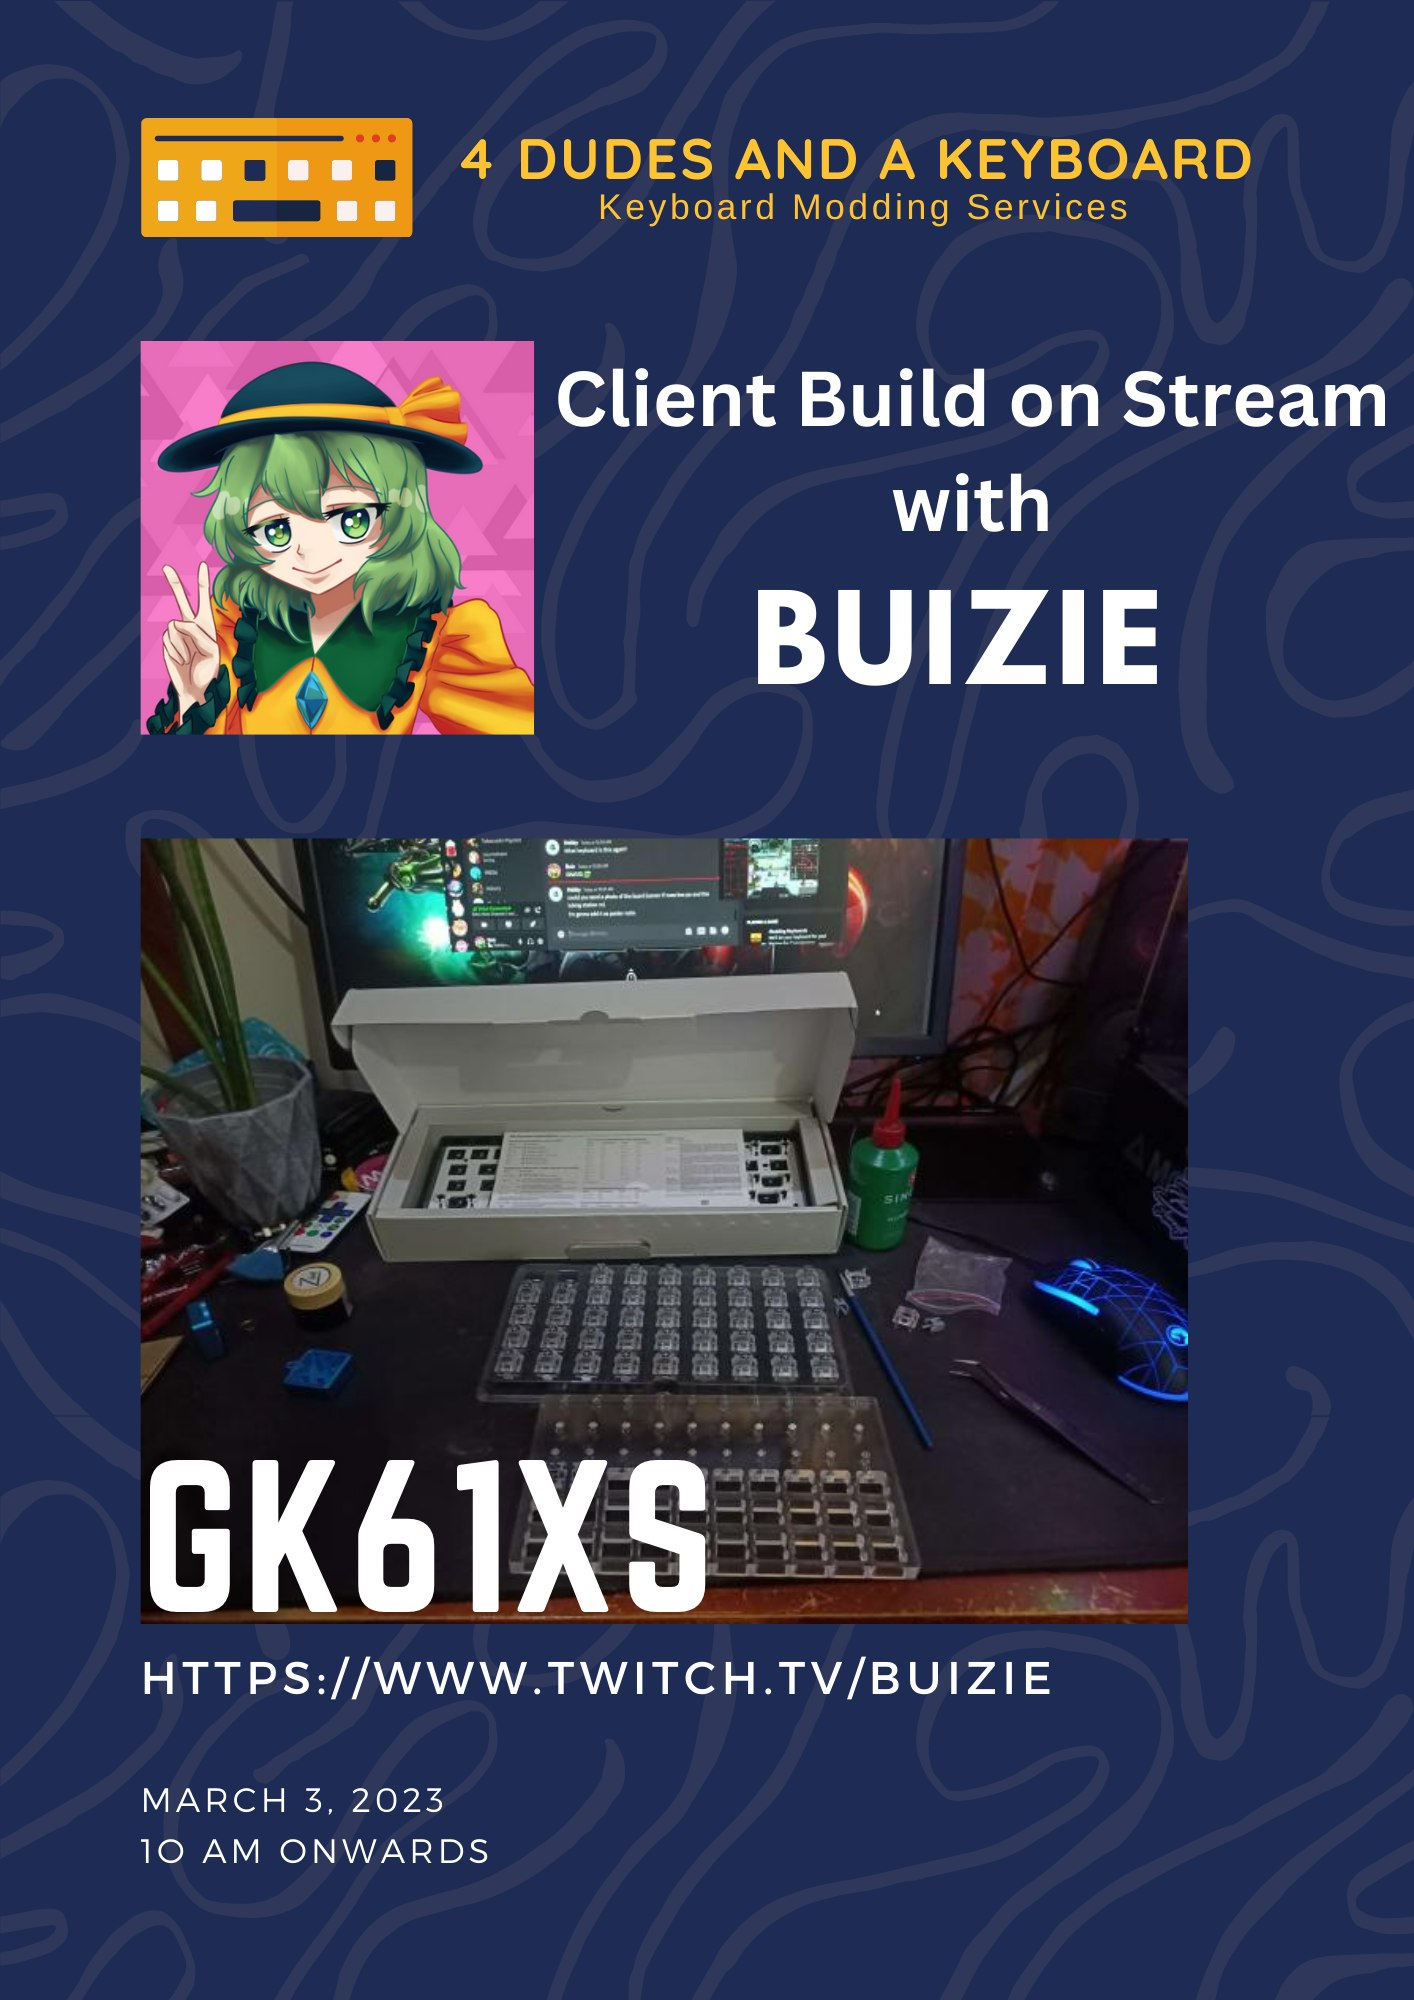 4 DUDES AND A KEYBOARD
Keyboard Modding Services
Client Build on Stream
with
BUIZIE
GK61XS
HTTPS://WWW.TWITCH.TV/BUIZIE
MARCH 3, 2023
10 AM ONWARDS